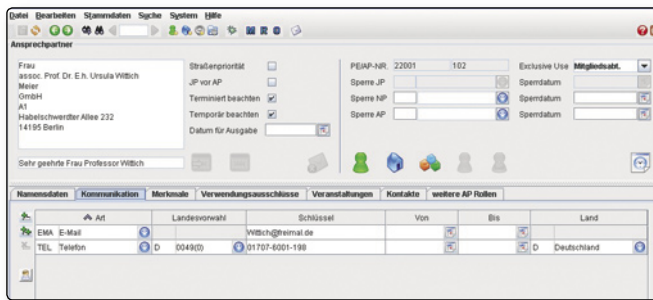 Datei Bearbeiten Stammdaten Suche System Hilfe
Ansprechpartner
Frau
assoc. Prof. Dr. E.h. Ursula Wittich
Meier
GmbH
A1
Habelschwerdter Allee 232
14195 Berlin
Sehr geehrte Frau Professor Wittich
Straßenpriorität
JP vor AP
Terminiert beachten
Temporär beachten
Datum für Ausgabe
PE/AP-NR. 22001 102
Sperre JP
Sperre NP
Sperre AP
Exclusive Use Mitgliedsabt.
Sperrdatum
Sperrdatum
Sperrdatum
Namensdaten Kommunikation Merkmale Verwendungsausschlüsse Veranstaltungen Kontakte weitere AP Rollen
Art Landesvorwahl Schlüssel Von Bis Land
EMA E-Mail Wittich@freimal.de
TEL Telefon D 0049(0) 01707-6001-198 D Deutschland